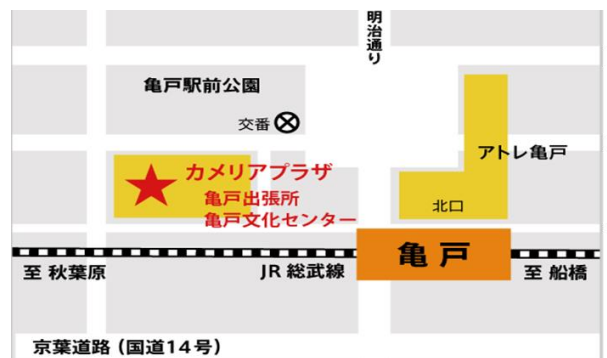 明治通り
亀戸駅前公園
交番
アトレ亀戸
カメリアプラザ
亀戸出張所
亀戸文化センター
北口
亀戸
至 秋葉原
JR 総武線
至 船橋
京葉道路（国道14号）